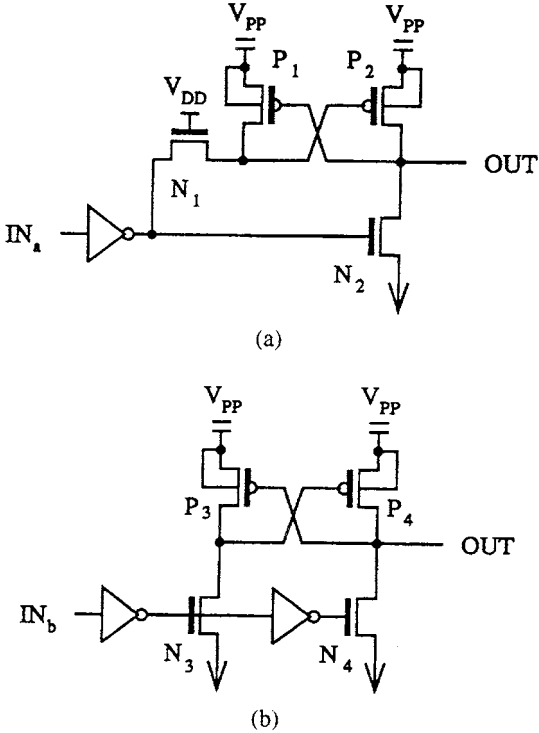 V_PP V_PP
P_1 P_2
V_DD
OUT
N_1
IN_a
N_2
(a)
V_PP V_PP
P_3 P_4
OUT
IN_b
N_3 N_4
(b)